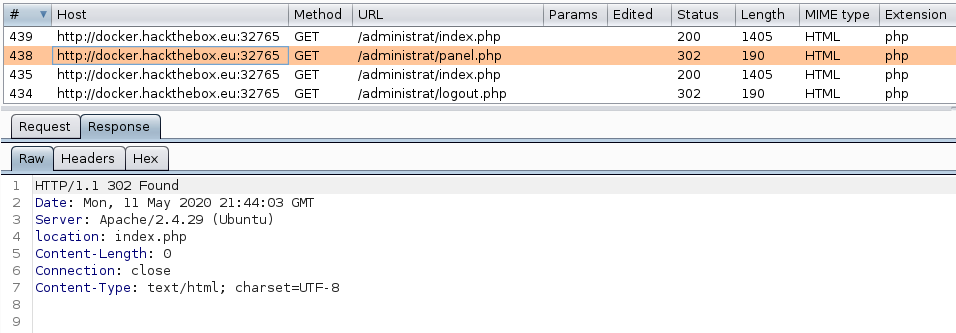 # Host Method URL Params Edited Status Length MIME type Extension
439 http://docker.hackthebox.eu:32765 GET /administrat/index.php 200 1405 HTML php
438 http://docker.hackthebox.eu:32765 GET /administrat/panel.php 302 190 HTML php
435 http://docker.hackthebox.eu:32765 GET /administrat/index.php 200 1405 HTML php
434 http://docker.hackthebox.eu:32765 GET /administrat/logout.php 302 190 HTML php
Request Response
Raw Headers Hex
1 HTTP/1.1 302 Found
2 Date: Mon, 11 May 2020 21:44:03 GMT
3 Server: Apache/2.4.29 (Ubuntu)
4 location: index.php
5 Content-Length: 0
6 Connection: close
7 Content-Type: text/html; charset=UTF-8
8
9